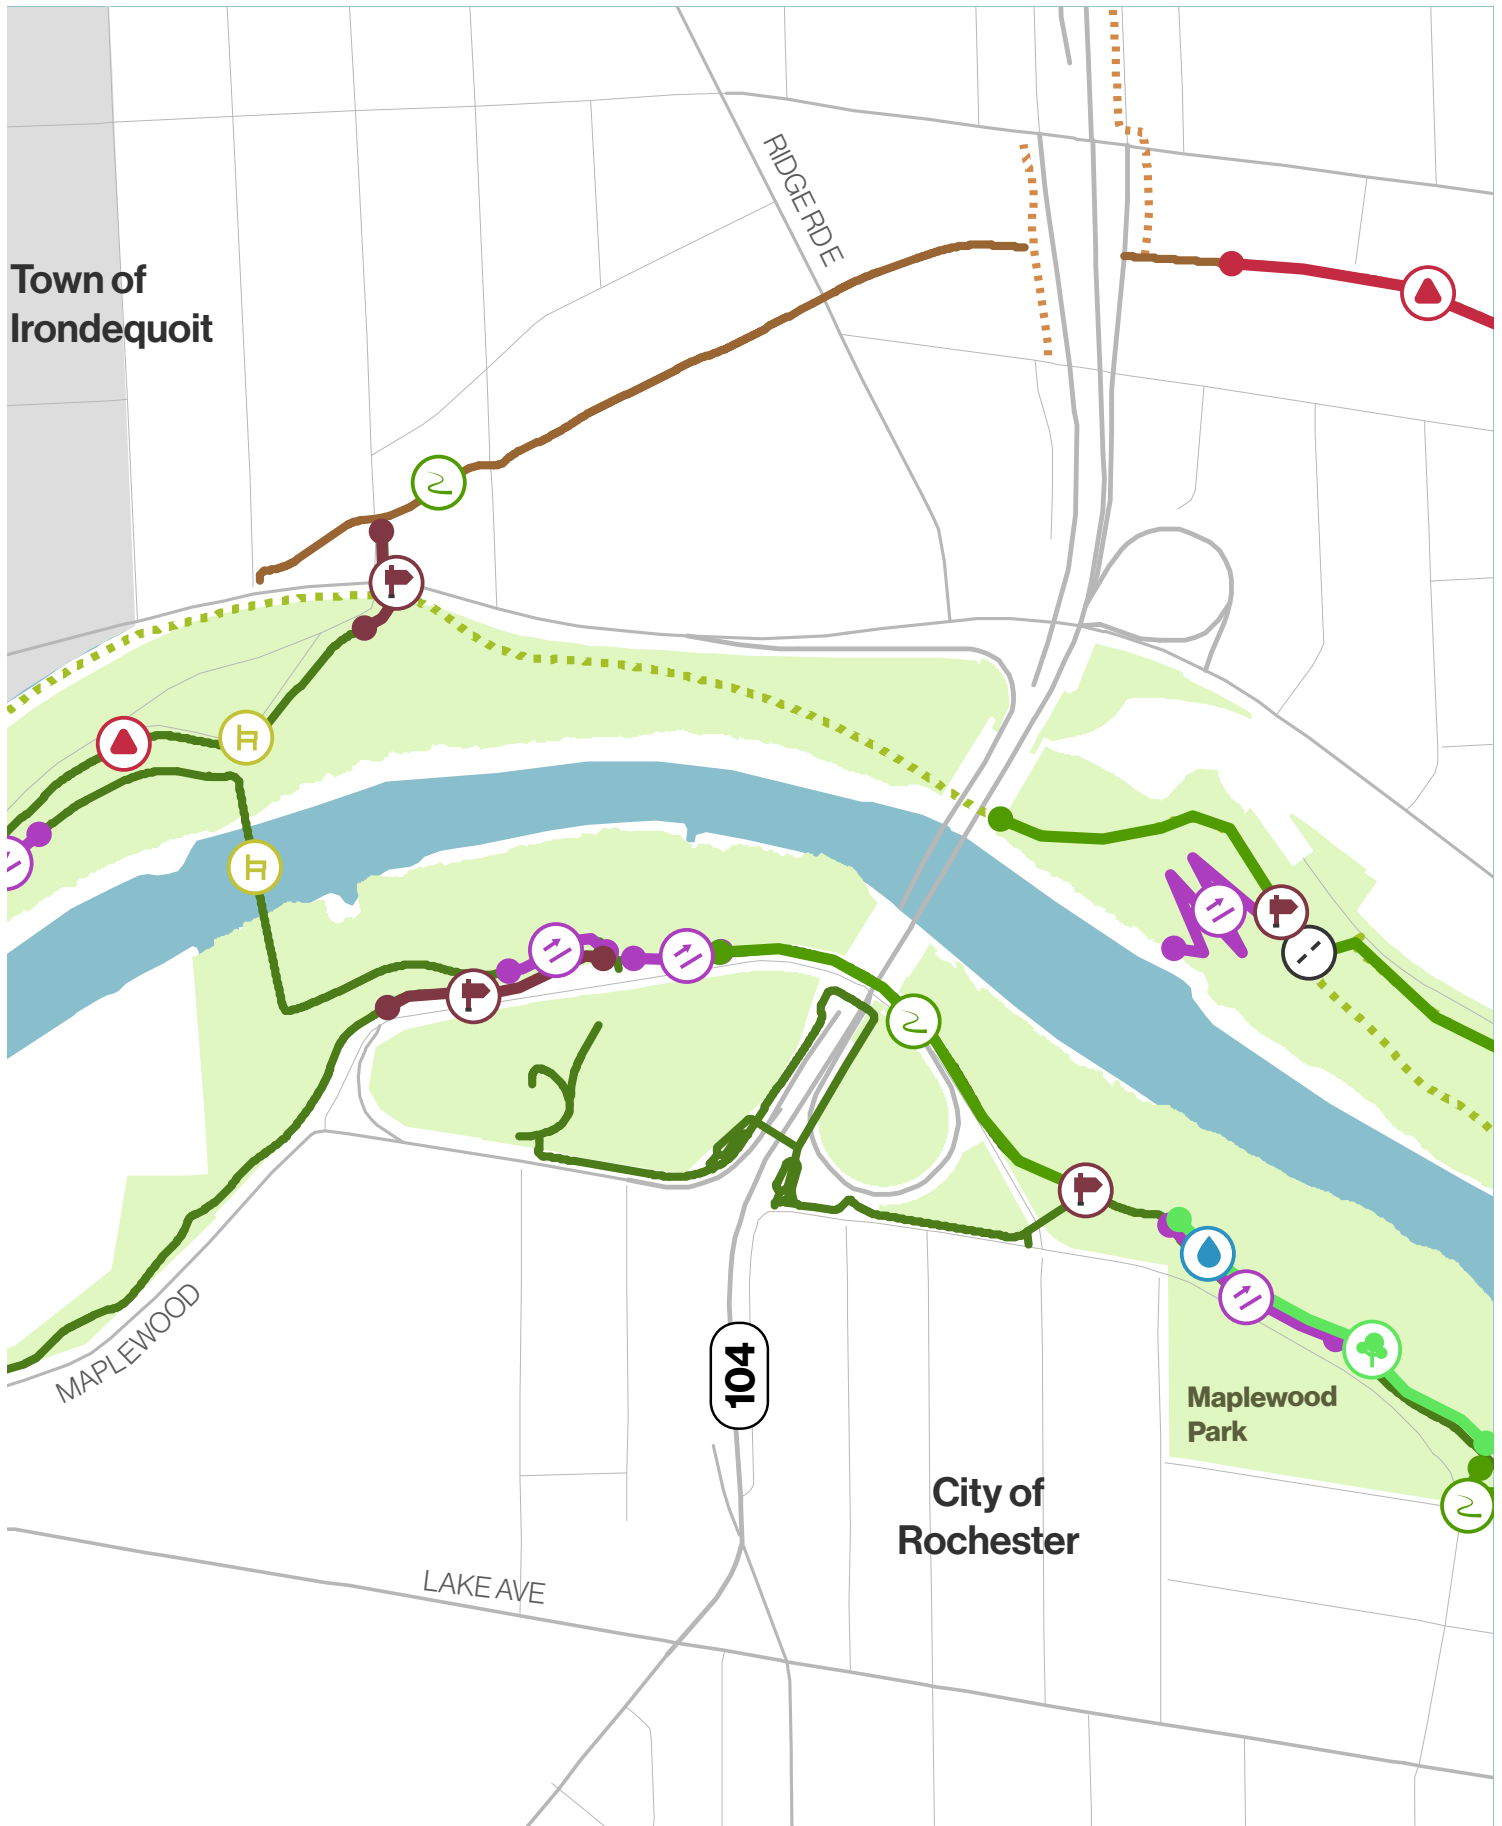 RIDGE RD E
Town of
Irondequoit
MAPLEWOOD
104
Maplewood
Park
City of
Rochester
LAKE AVE